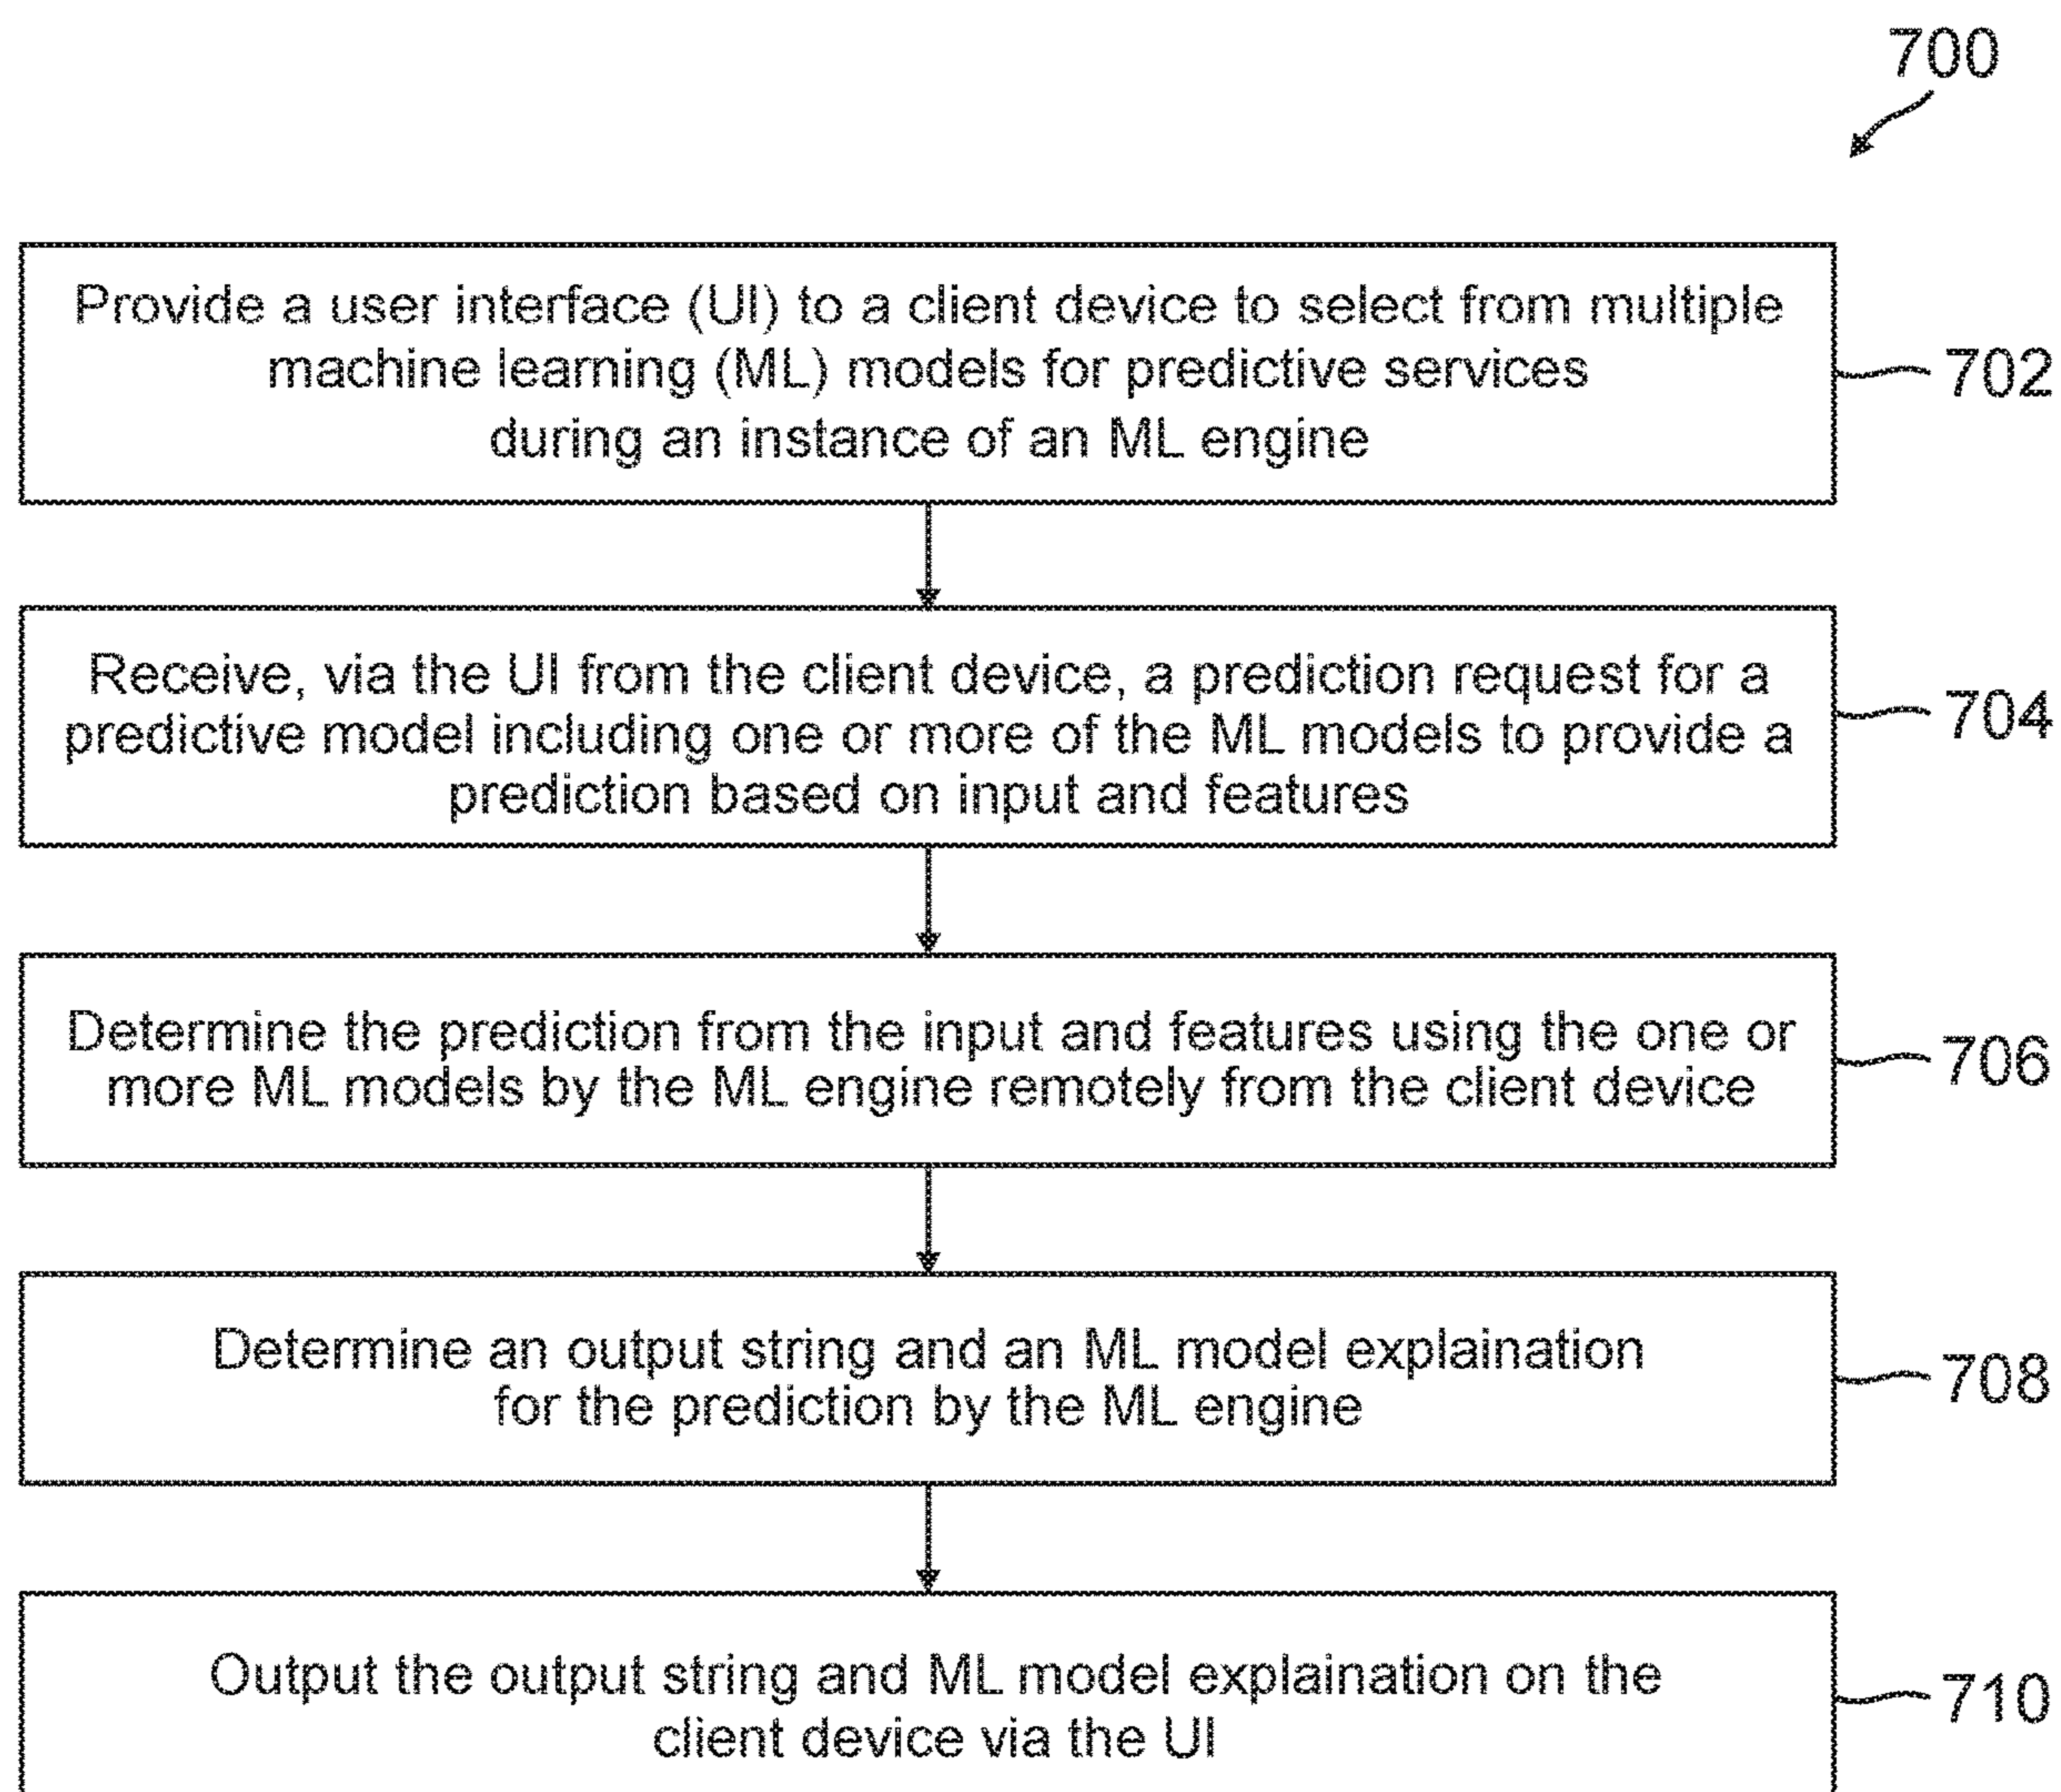 700
Provide a user interface (UI) to a client device to select from multiple
machine learning (ML) models for predictive services
during an instance of an ML engine
702
Receive, via the UI from the client device, a prediction request for a
predictive model including one or more of the ML models to provide a
prediction based on input and features
704
Determine the prediction from the input and features using the one or
more ML models by the ML engine remotely from the client device
706
Determine an output string and an ML model explaination
for the prediction by the ML engine
708
Output the output string and ML model explaination on the
client device via the UI
710